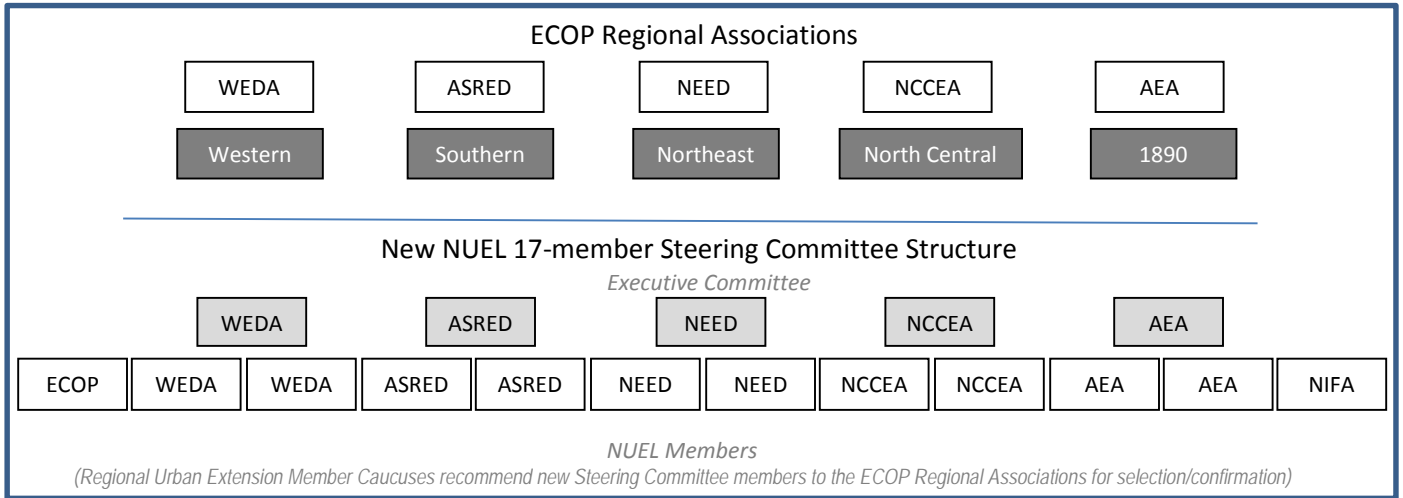 ECOP Regional Associations
WEDA ASRED NEED NCCEA AEA
Western Southern Northeast North Central 1890
New NUEL 17-member Steering Committee Structure
Executive Committee
WEDA ASRED NEED NCCEA AEA
ECOP WEDA WEDA ASRED ASRED NEED NEED NCCEA NCCEA AEA AEA NIFA
NUEL Members
(Regional Urban Extension Member Caucuses recommend new Steering Committee members to the ECOP Regional Associations for selection/confirmation)